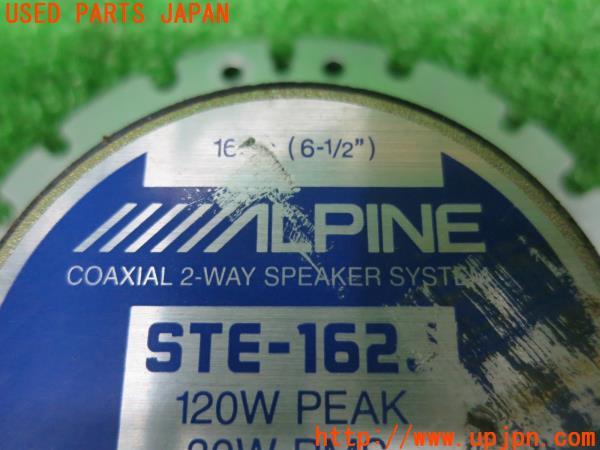 USED PARTS JAPAN
(6-1/2")
ALPINE
COAXIAL 2-WAY SPEAKER SYSTEM
120W PEAK
http://www.upjpn.com/